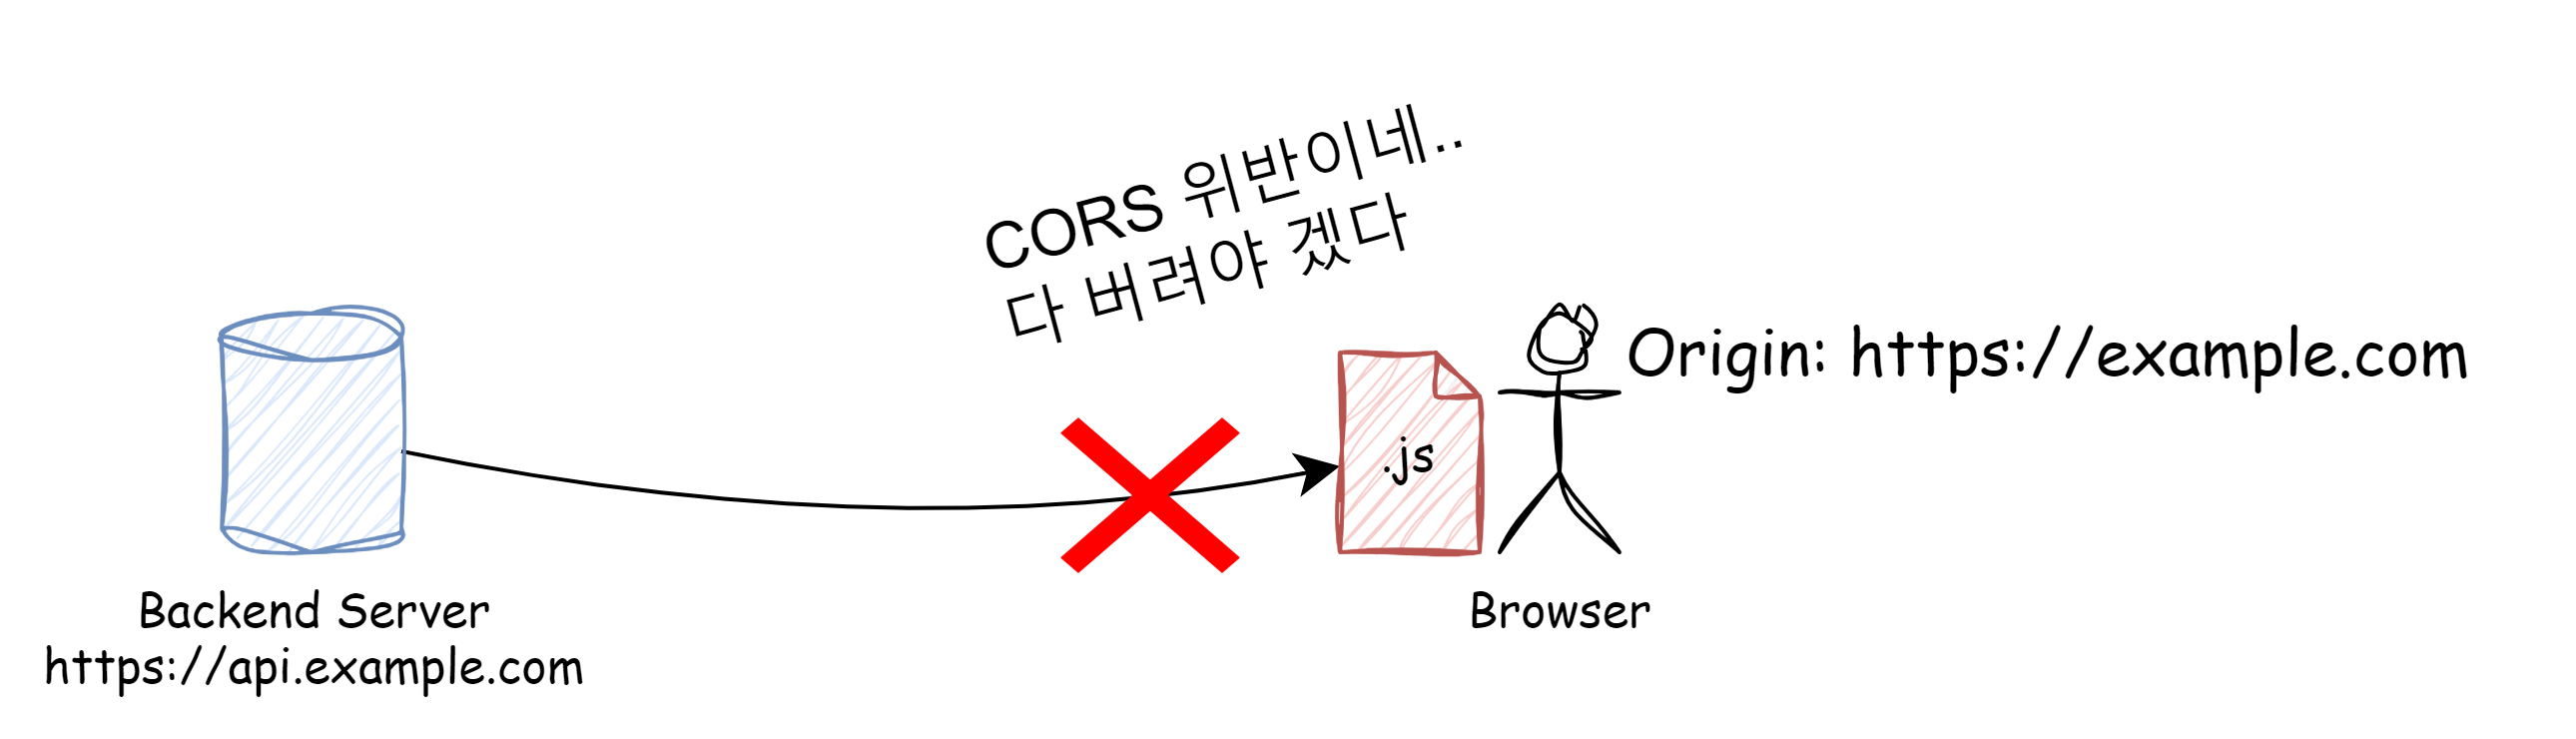 CORS 위반이네..
다 버려야 겠다
Origin: https://example.com
.js
Backend Server
https://api.example.com
Browser